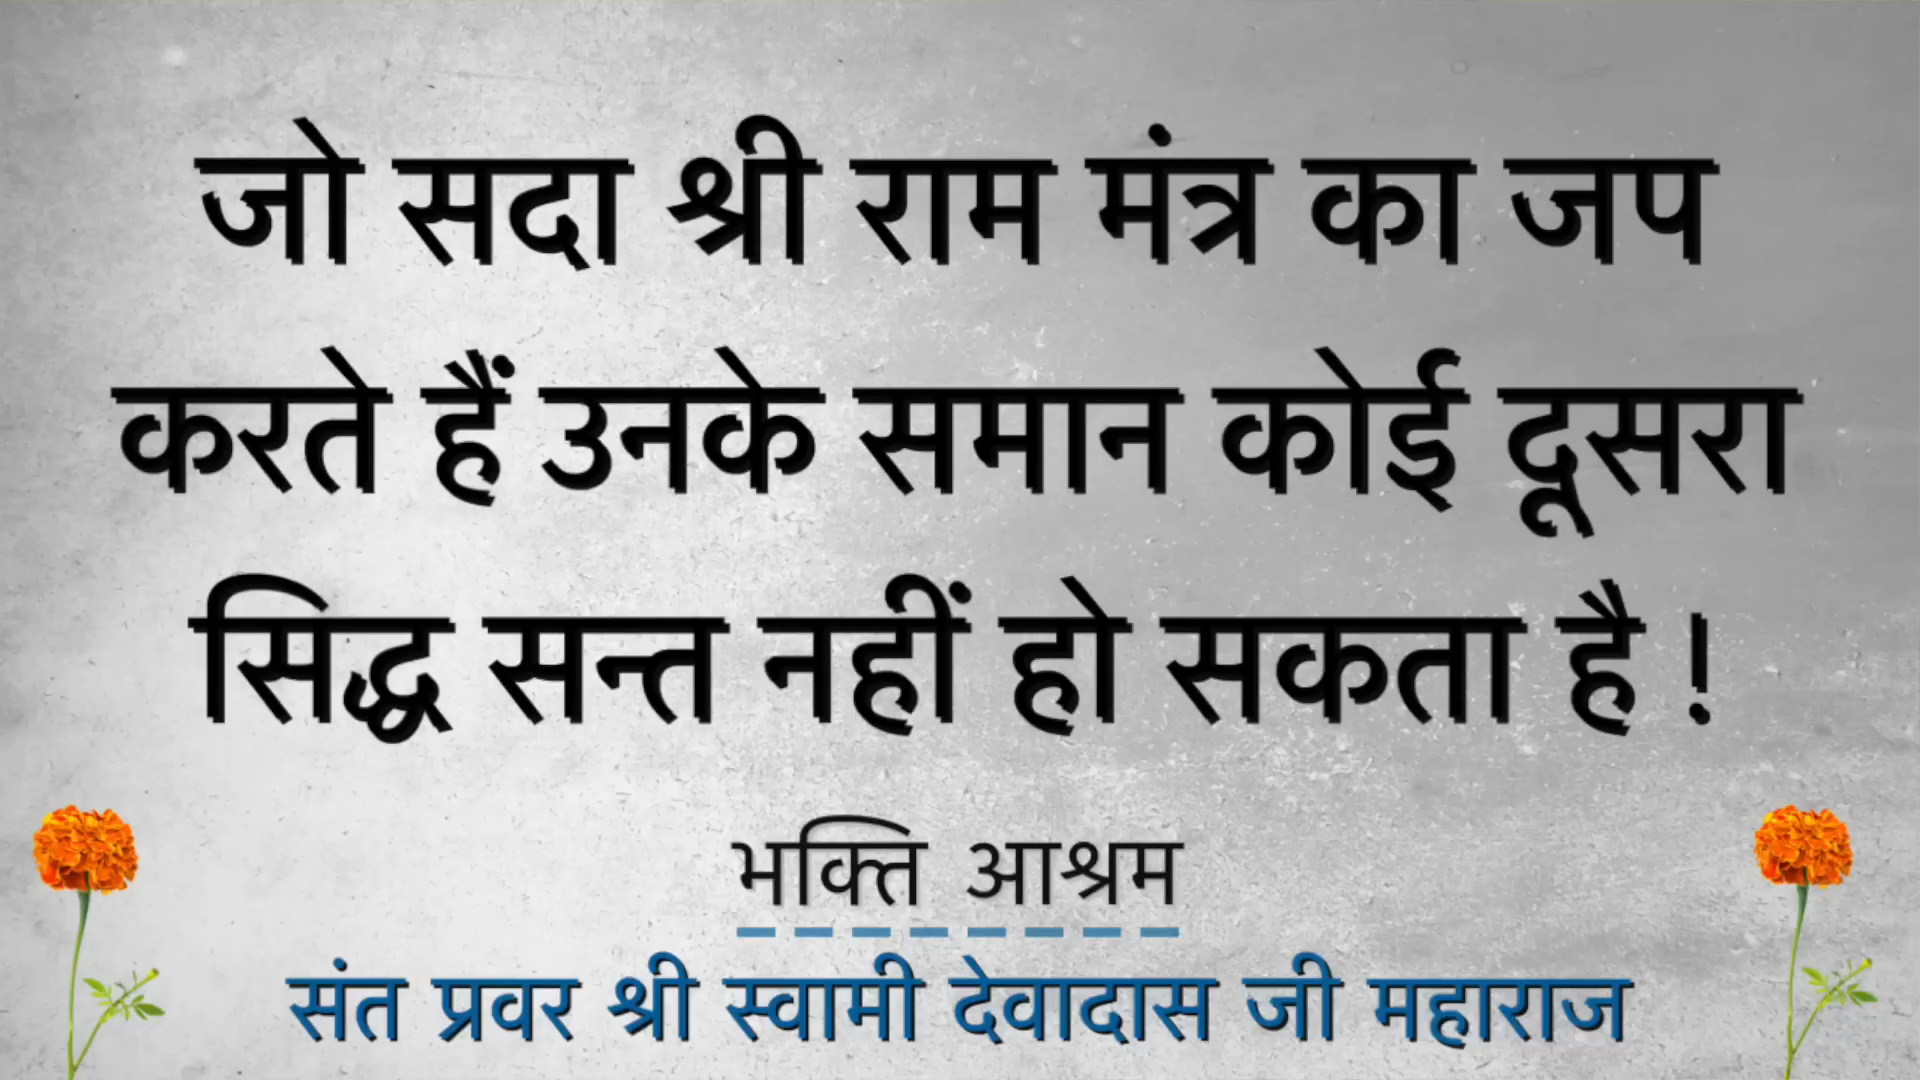 जो सदा श्री राम मंत्र का जप
करते हैं उनके समान कोई दूसरा
सिद्ध सन्त नहीं हो सकता है !
भक्ति आश्रम
संत प्रवर श्री स्वामी देवादास जी महाराज